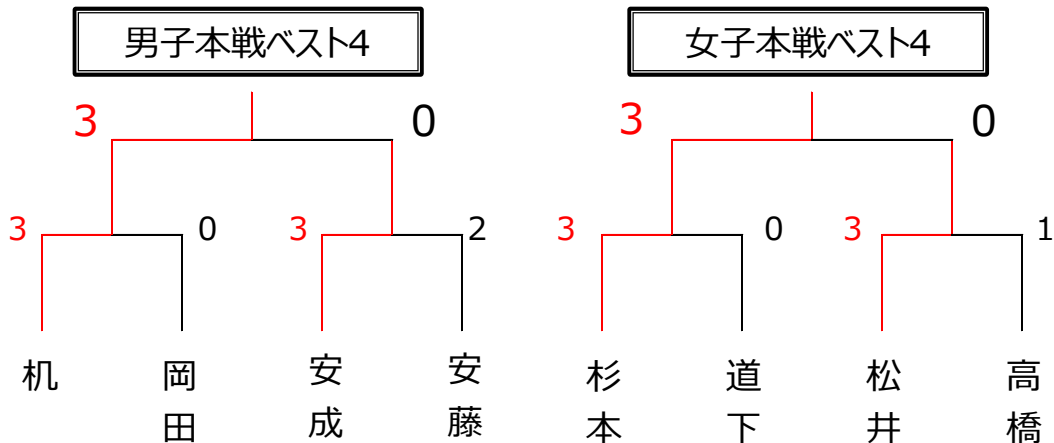 男子本戦ベスト4
女子本戦ベスト4
3 0
3 0
3 0 3 2
3 0 3 1
机
岡田
安成
安藤
杉本
道下
松井
高橋